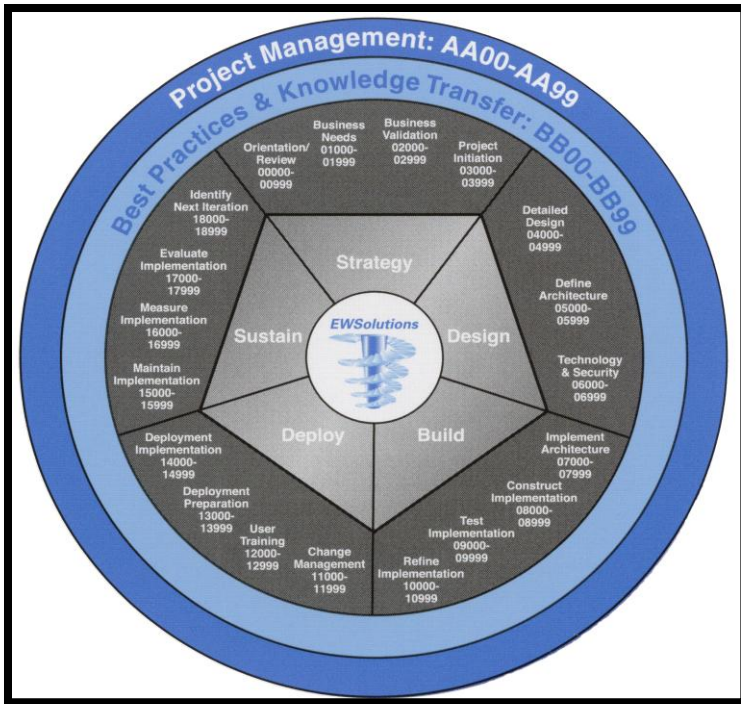 Project Management: AA00-AA99
Best Practices & Knowledge Transfer: BB00-BB99
Orientation/
Review
00000-
00999
Business
Needs
01000-
01999
Business
Validation
02000-
02999
Project
Initiation
03000-
03999
Detailed
Design
04000-
04999
Define
Architecture
05000-
05999
Technology
& Security
06000-
06999
Implement
Architecture
07000-
07999
Construct
Implementation
08000-
08999
Test
Implementation
09000-
09999
Refine
Implementation
10000-
10999
Change
Management
11000-
11999
User
Training
12000-
12999
Deployment
Preparation
13000-
13999
Deployment
Implementation
14000-
14999
Maintain
Implementation
15000-
15999
Measure
Implementation
16000-
16999
Evaluate
Implementation
17000-
17999
Identify
Next Iteration
18000-
18999
Strategy
Design
Build
Deploy
Sustain
EWSolutions